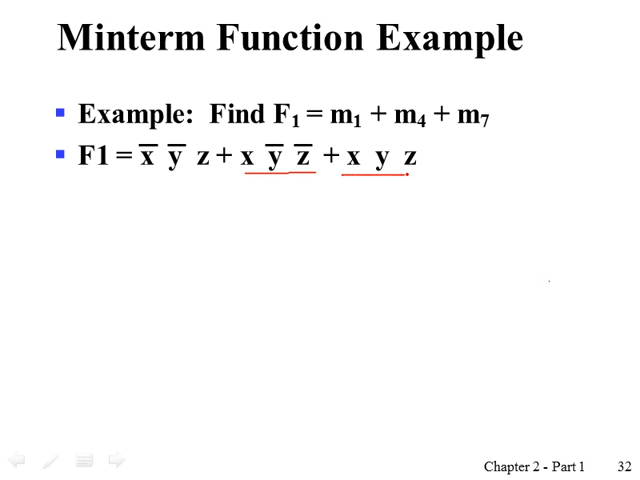 Minterm Function Example
Example: Find F₁ = m₁ + m₄ + m₇
F1 = x̅ y̅ z + x y̅ z̅ + x y z
Chapter 2 - Part 1 32